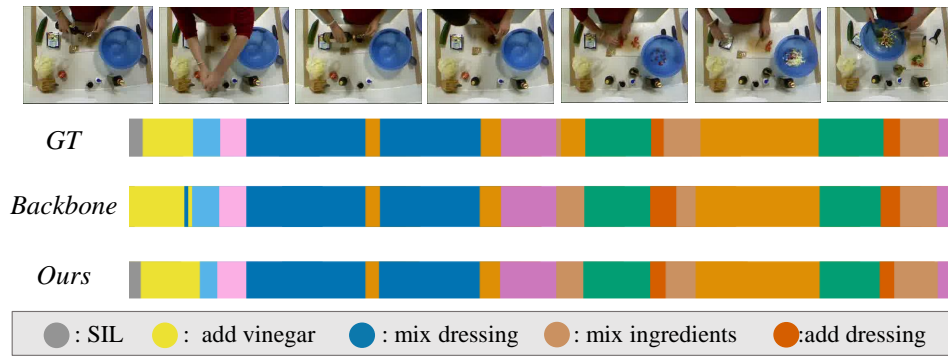 GT
Backbone
Ours
: SIL : add vinegar : mix dressing : mix ingredients :add dressing